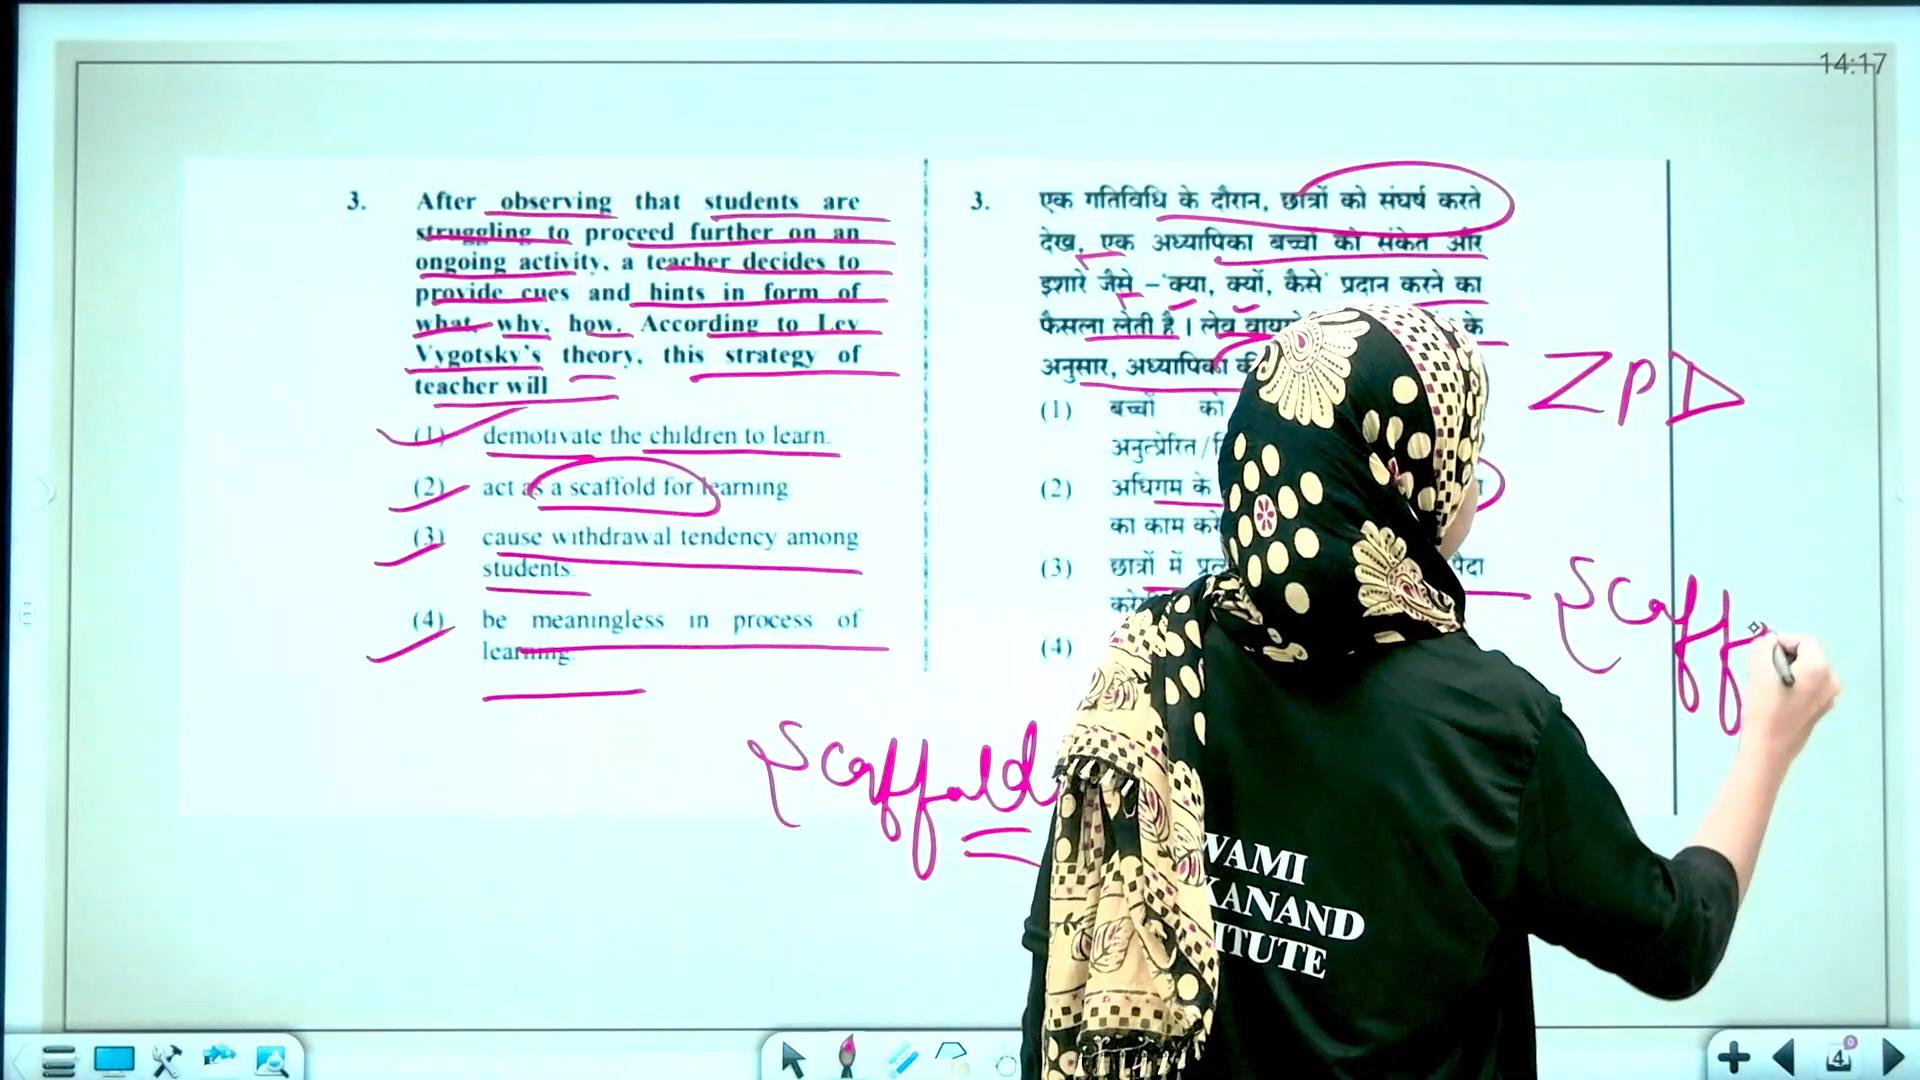 14:17
3. After observing that students are
struggling to proceed further on an
ongoing activity, a teacher decides to
provide cues and hints in form of
what, why, how. According to Lev
Vygotsky's theory, this strategy of
teacher will
(1) demotivate the children to learn.
(2) act as a scaffold for learning
(3) cause withdrawal tendency among
students.
(4) be meaningless in process of
learning.
3. एक गतिविधि के दौरान, छात्रों को संघर्ष करते
देख, एक अध्यापिका बच्चों को संकेत और
इशारे जैसे – 'क्या, क्यों, कैसे' प्रदान करने का
फैसला लेती है । लेव के
अनुसार, अध्यापिका
(1) बच्चों को
(2) अधिगम के
का काम
(3) छात्रों में पैदा
(4)
ZPD
Scaff
Scaffold
WAMI
KANAND
ITUTE
4
0